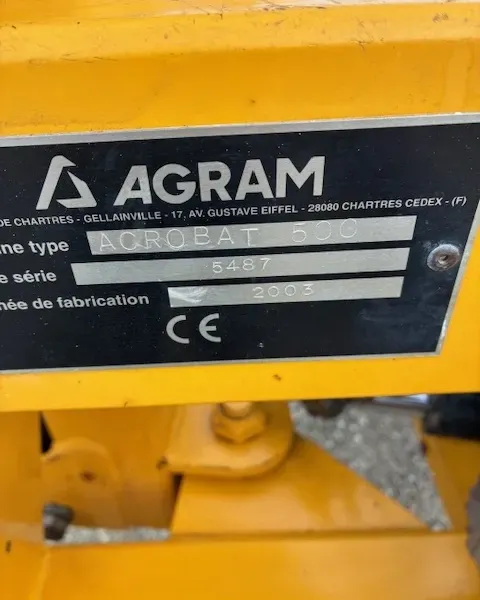 AGRAM
DE CHARTRES - GELLAINVILLE - 17, AV. GUSTAVE EIFFEL - 28080 CHARTRES CEDEX - (F)
ine type ACROBAT 500
e série 5487
née de fabrication 2003
CE